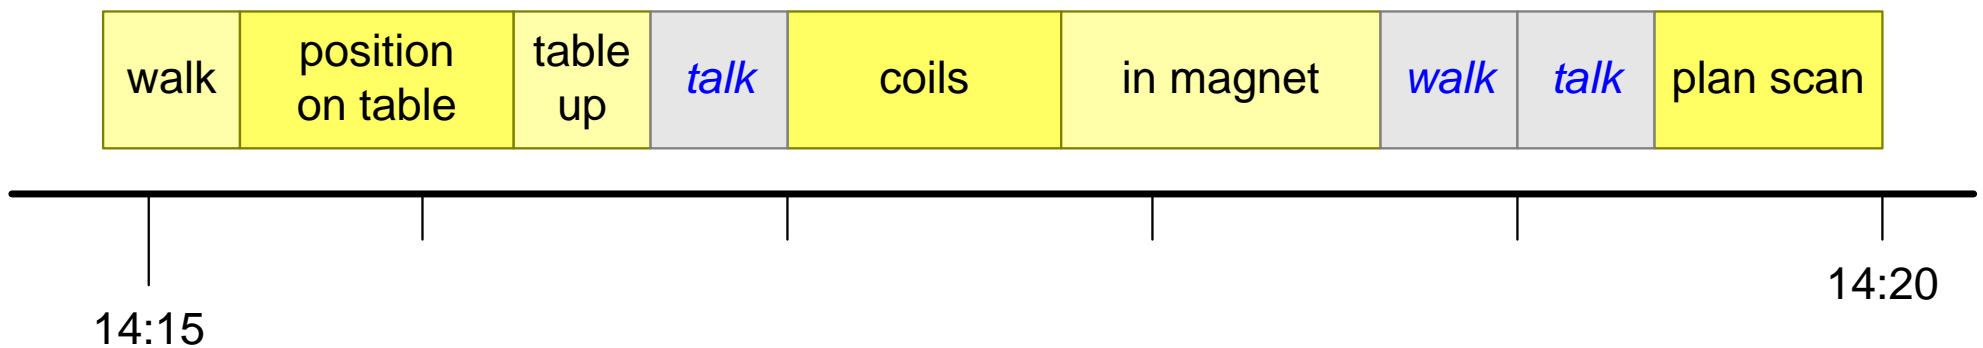 walk
position
on table
table
up
talk
coils
in magnet
walk
talk
plan scan
14:15
14:20